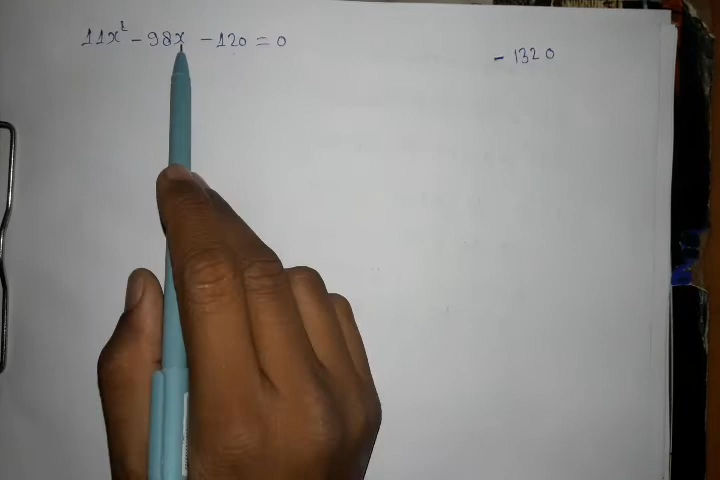 11x² - 98x - 120 = 0
- 1320